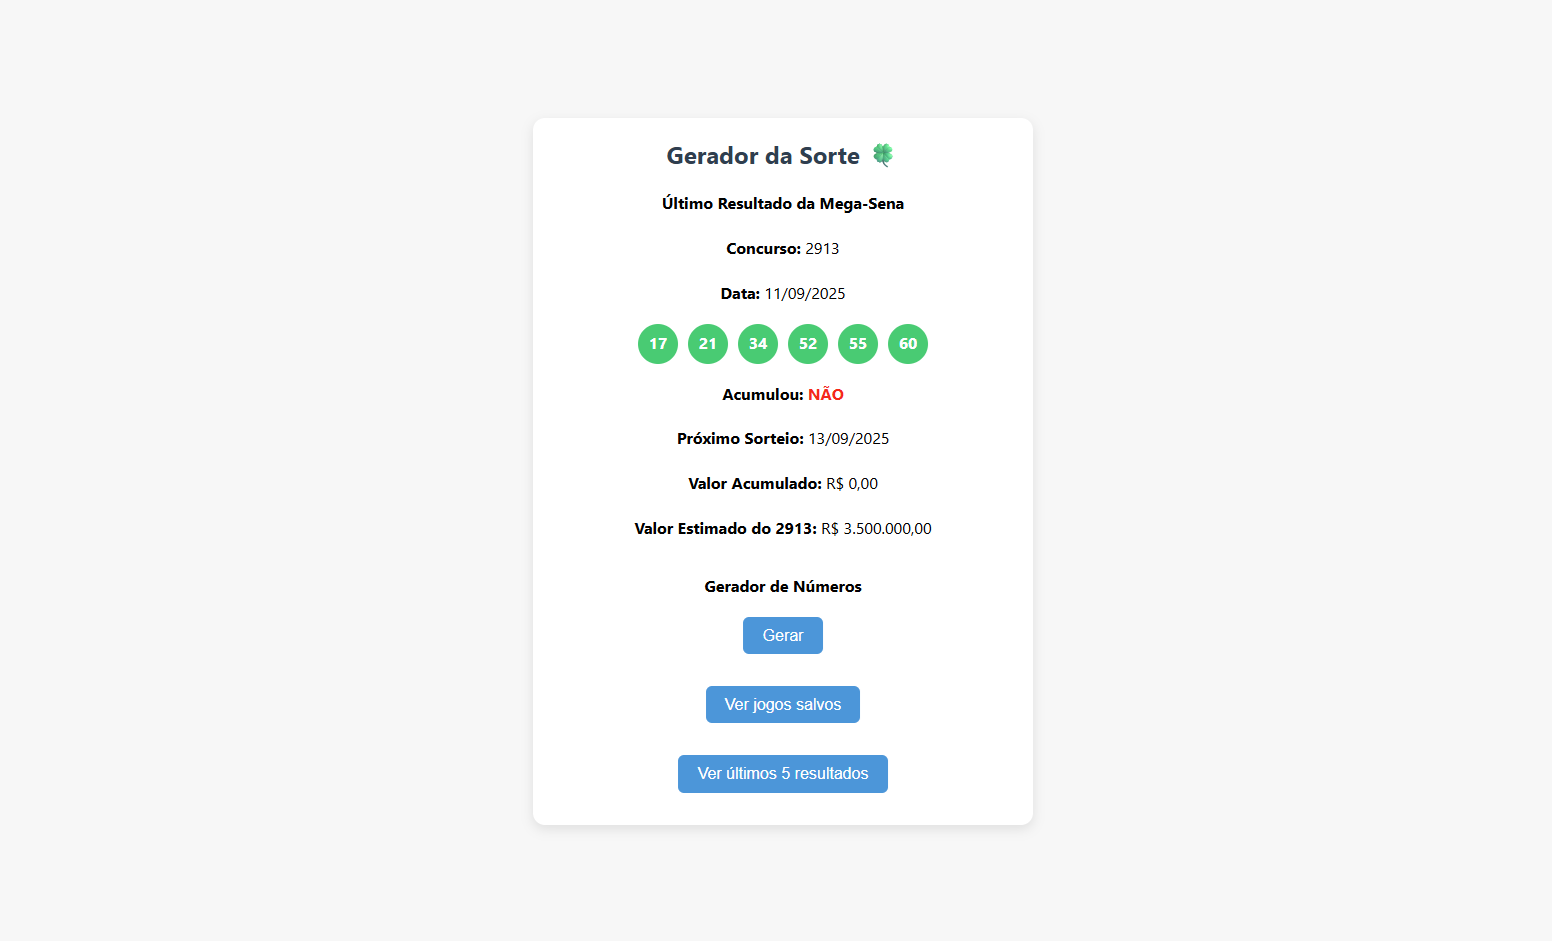 Gerador da Sorte 🍀
Último Resultado da Mega-Sena
Concurso: 2913
Data: 11/09/2025
17 21 34 52 55 60
Acumulou: NÃO
Próximo Sorteio: 13/09/2025
Valor Acumulado: R$ 0,00
Valor Estimado do 2913: R$ 3.500.000,00
Gerador de Números
Gerar
Ver jogos salvos
Ver últimos 5 resultados